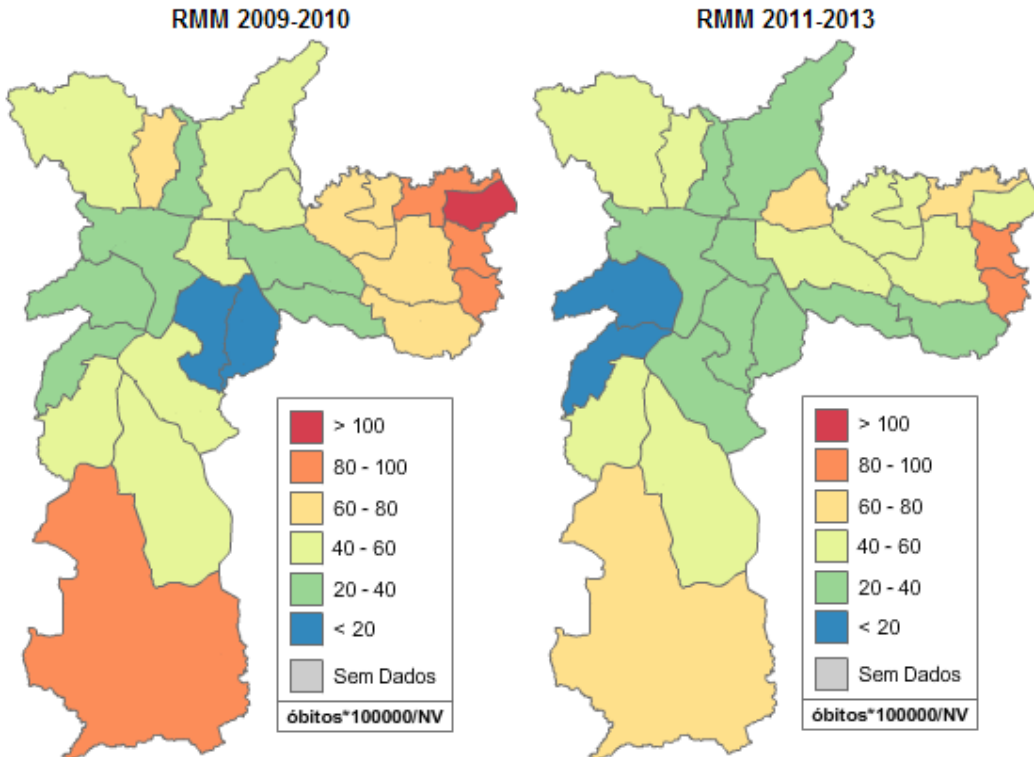 RMM 2009-2010
RMM 2011-2013
> 100
80 - 100
60 - 80
40 - 60
20 - 40
< 20
Sem Dados
óbitos*100000/NV
> 100
80 - 100
60 - 80
40 - 60
20 - 40
< 20
Sem Dados
óbitos*100000/NV